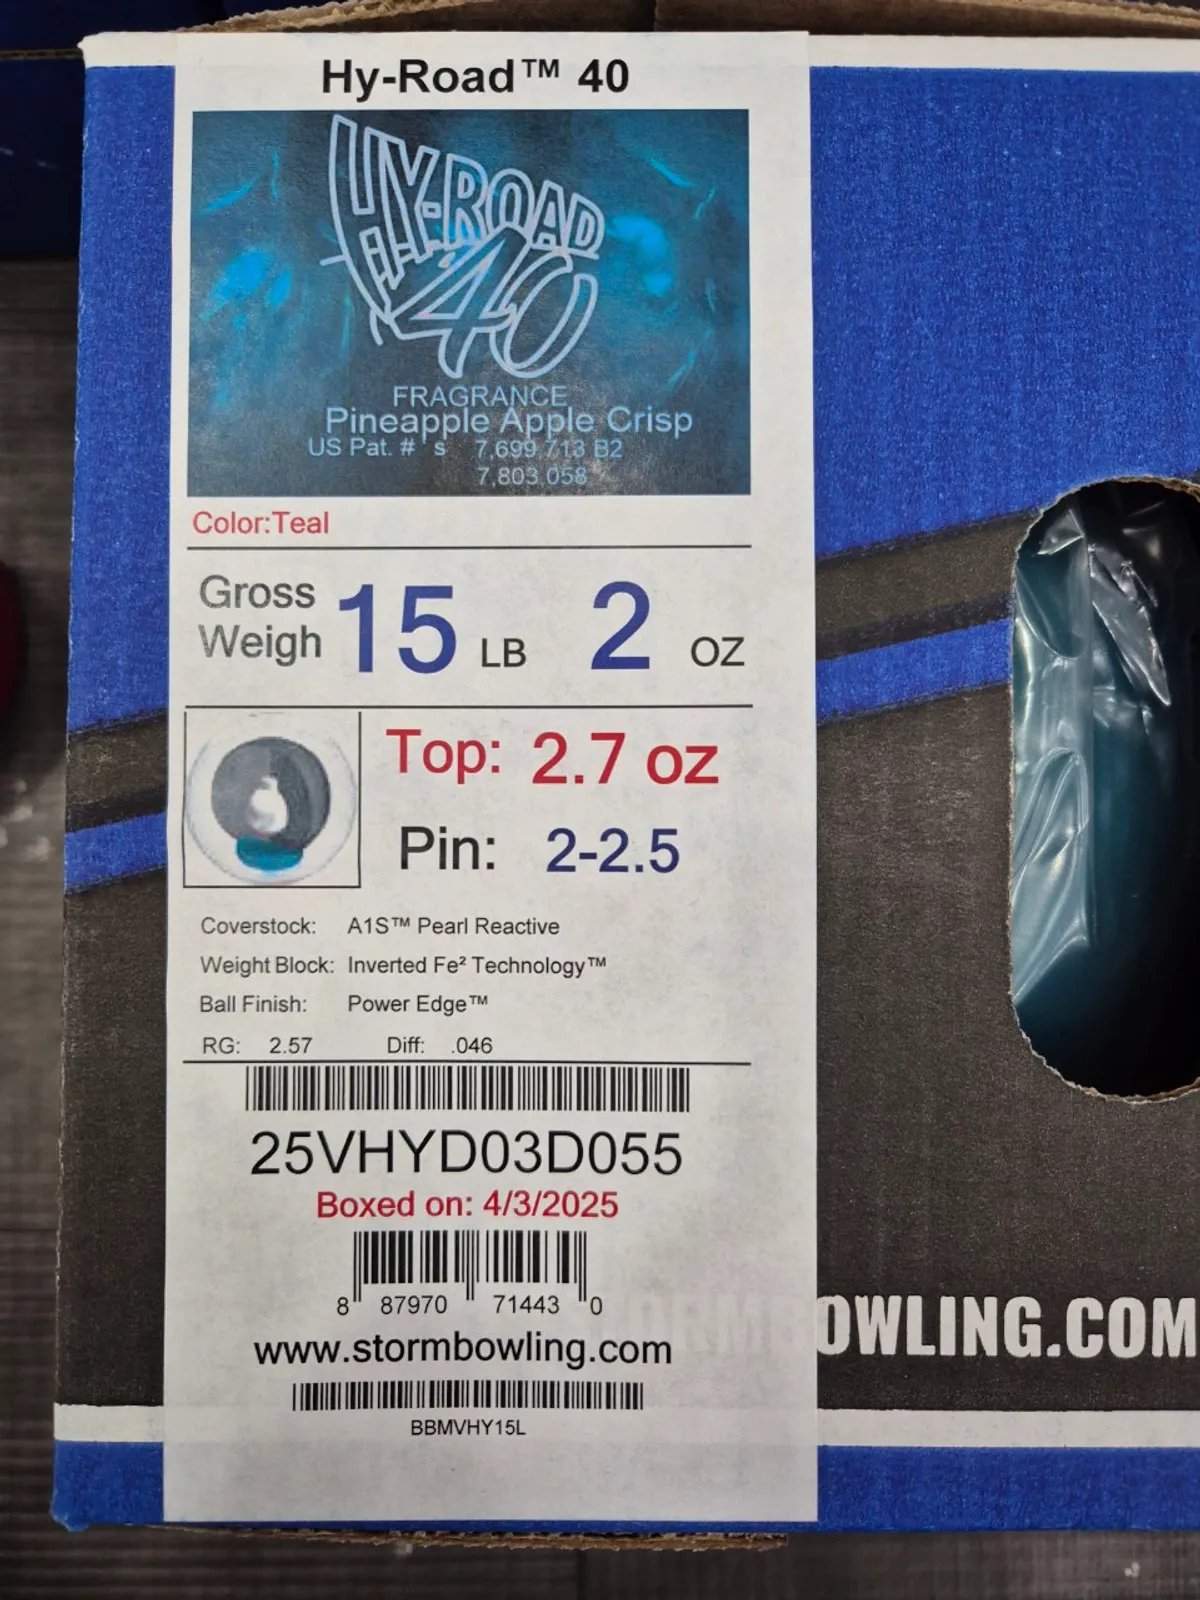 Hy-Road™ 40
HY-ROAD
40
FRAGRANCE
Pineapple Apple Crisp
US Pat. # s 7,699,713 B2
7,803,058
Color:Teal
Gross
Weigh 15 LB 2 OZ
Top: 2.7 oz
Pin: 2-2.5
Coverstock: A1S™ Pearl Reactive
Weight Block: Inverted Fe² Technology™
Ball Finish: Power Edge™
RG: 2.57 Diff: .046
25VHYD03D055
Boxed on: 4/3/2025
8 87970 71443 0
www.stormbowling.com
BBMVHY15L
STORMBOWLING.COM